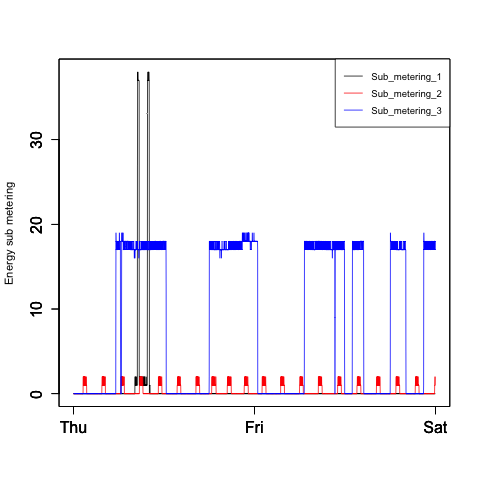 Sub_metering_1
Sub_metering_2
Sub_metering_3
Energy sub metering
30
20
10
0
Thu
Fri
Sat